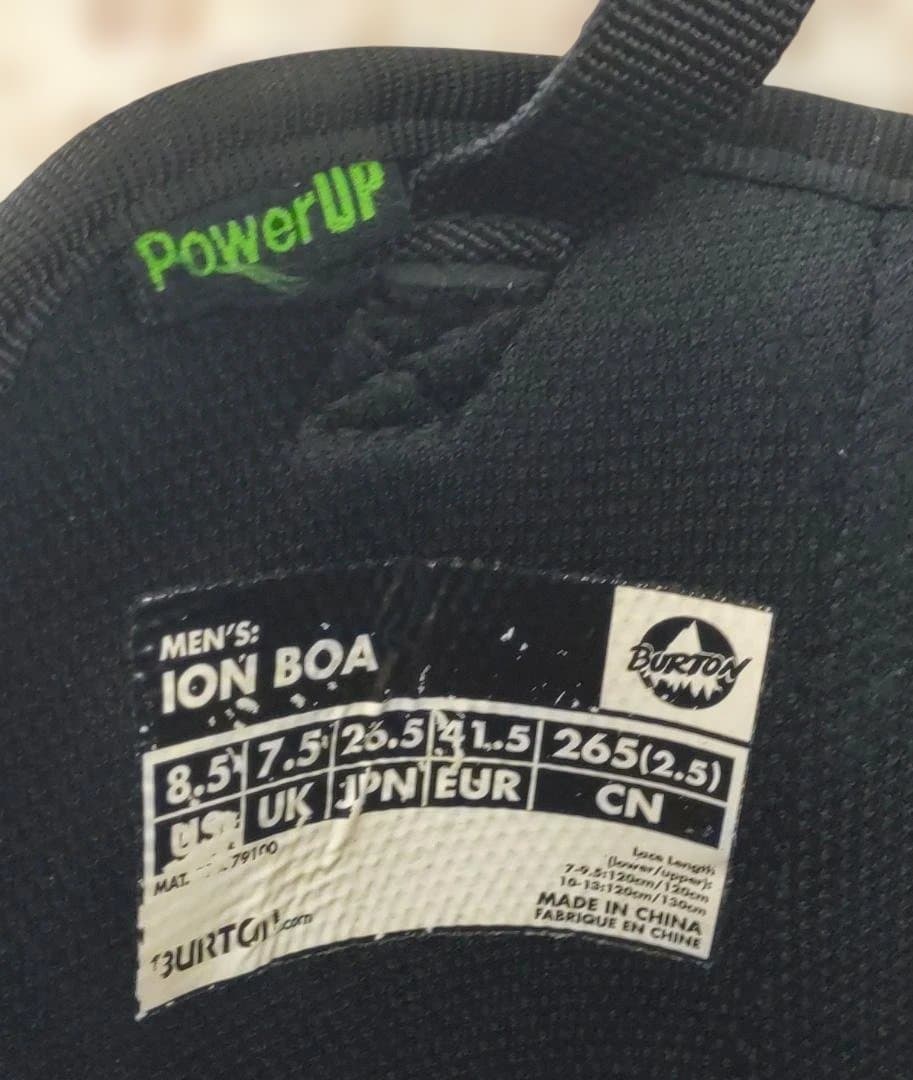 PowerUP
MEN'S:
ION BOA
BURTON
8.5 7.5 26.5 41.5 265(2.5)
UK JPN EUR CN
MAT. 79100
Lace Length
(lower/upper):
7-9.5:120cm/120cm
10-13:120cm/130cm
MADE IN CHINA
FABRIQUE EN CHINE
BURTON.com